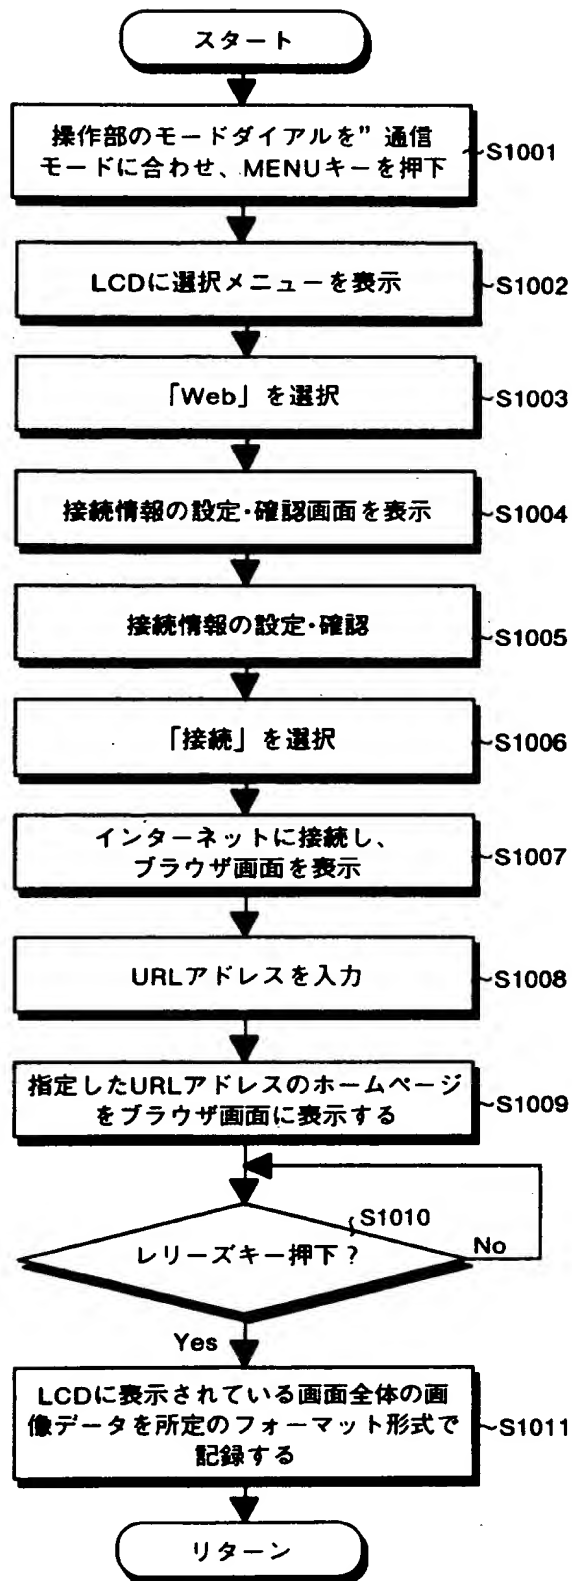 スタート
操作部のモードダイアルを”通信
モードに合わせ、MENUキーを押下
~S1001
LCDに選択メニューを表示
~S1002
「Web」を選択
~S1003
接続情報の設定・確認画面を表示
~S1004
接続情報の設定・確認
~S1005
「接続」を選択
~S1006
インターネットに接続し、
ブラウザ画面を表示
~S1007
URLアドレスを入力
~S1008
指定したURLアドレスのホームページ
をブラウザ画面に表示する
~S1009
S1010
レリーズキー押下？
No
Yes
LCDに表示されている画面全体の画
像データを所定のフォーマット形式で
記録する
~S1011
リターン